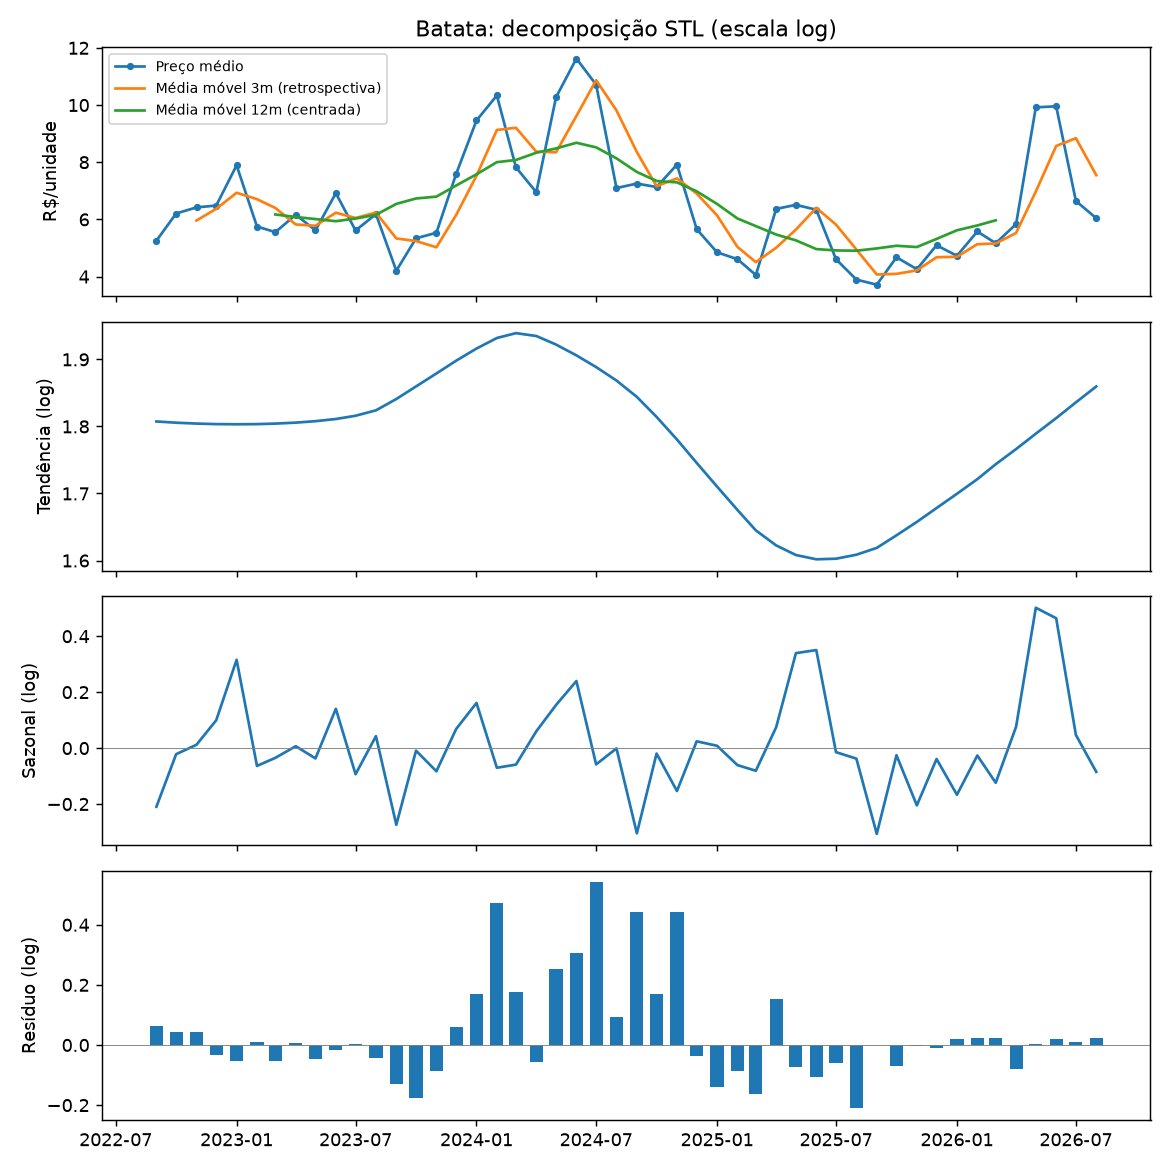 Batata: decomposição STL (escala log)
Preço médio
Média móvel 3m (retrospectiva)
Média móvel 12m (centrada)
R$/unidade
12
10
8
6
4
Tendência (log)
1.9
1.8
1.7
1.6
Sazonal (log)
0.4
0.2
0.0
−0.2
Resíduo (log)
0.4
0.2
0.0
−0.2
2022-07 2023-01 2023-07 2024-01 2024-07 2025-01 2025-07 2026-01 2026-07